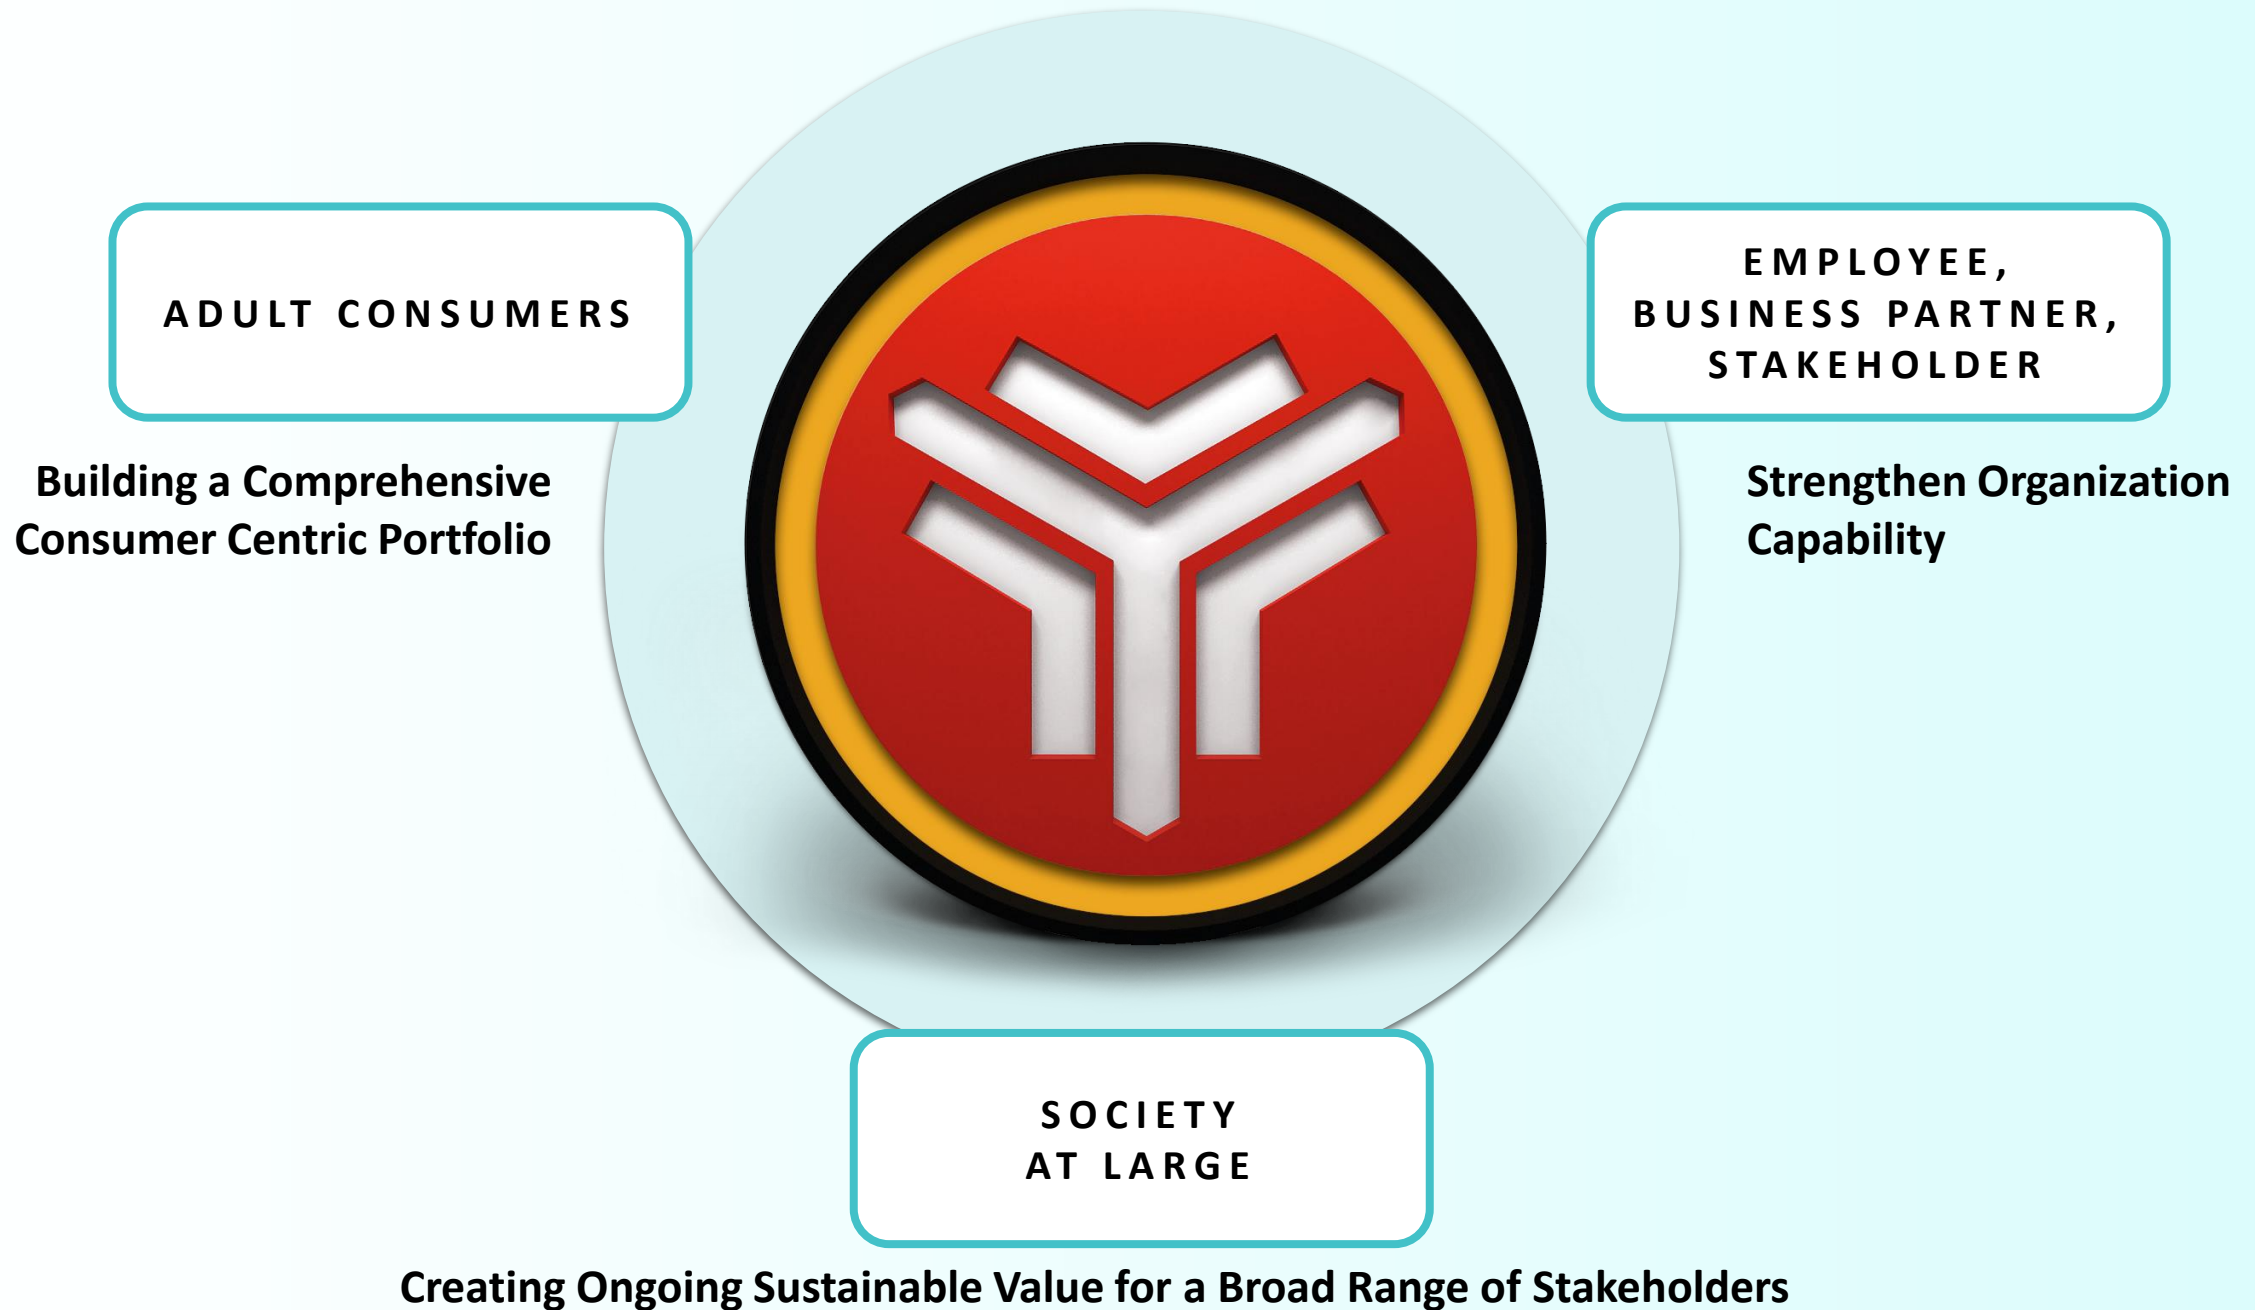 ADULT CONSUMERS
Building a Comprehensive
Consumer Centric Portfolio
EMPLOYEE,
BUSINESS PARTNER,
STAKEHOLDER
Strengthen Organization
Capability
SOCIETY
AT LARGE
Creating Ongoing Sustainable Value for a Broad Range of Stakeholders